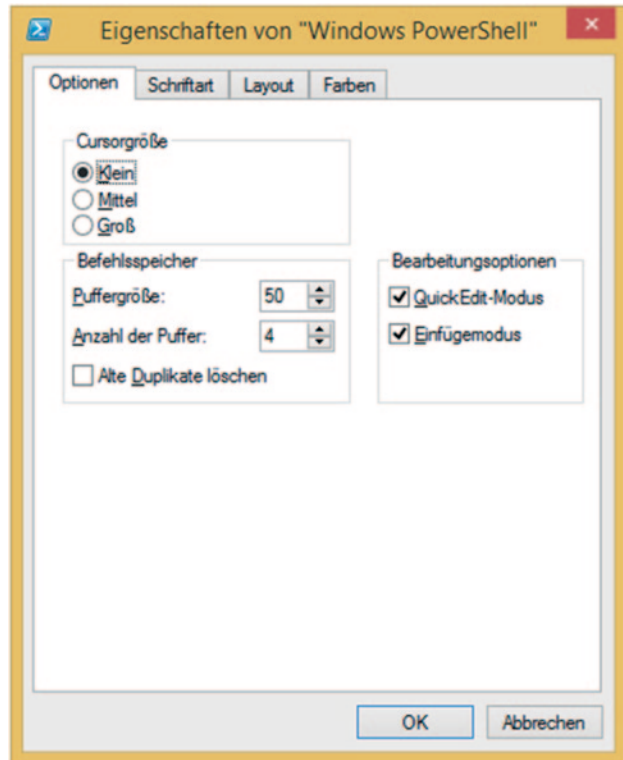 Eigenschaften von "Windows PowerShell"
Optionen Schriftart Layout Farben
Cursorgröße
Klein
Mittel
Groß
Befehlsspeicher
Puffergröße: 50
Anzahl der Puffer: 4
Alte Duplikate löschen
Bearbeitungsoptionen
QuickEdit-Modus
Einfügemodus
OK Abbrechen